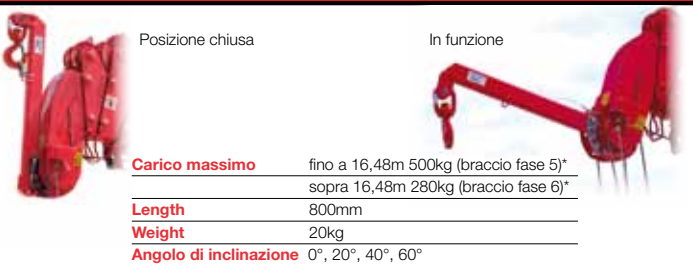 Posizione chiusa
In funzione
Carico massimo fino a 16,48m 500kg (braccio fase 5)*
sopra 16,48m 280kg (braccio fase 6)*
Length 800mm
Weight 20kg
Angolo di inclinazione 0°, 20°, 40°, 60°